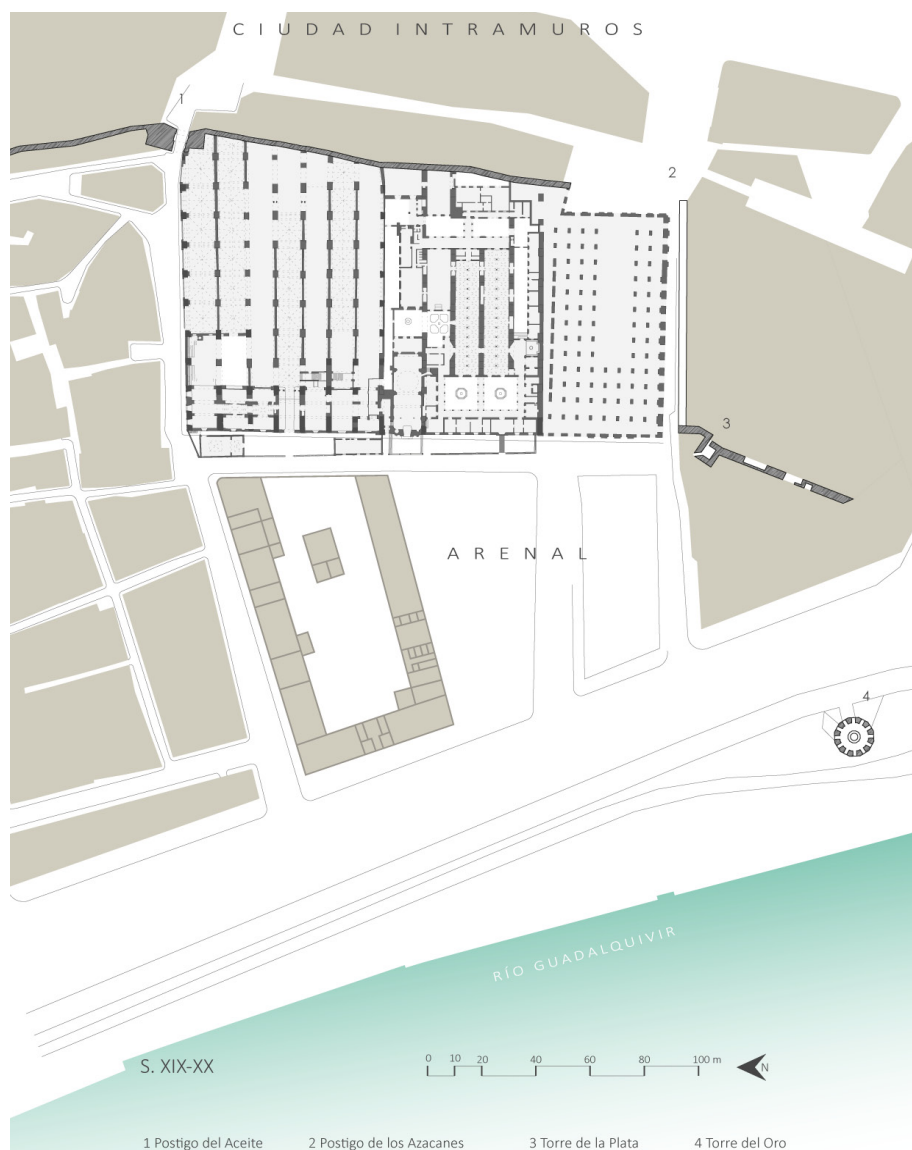 CIUDAD INTRAMUROS
1
2
3
ARENAL
4
RÍO GUADALQUIVIR
S. XIX-XX
0 10 20 40 60 80 100 m
N
1 Postigo del Aceite 2 Postigo de los Azacanes 3 Torre de la Plata 4 Torre del Oro